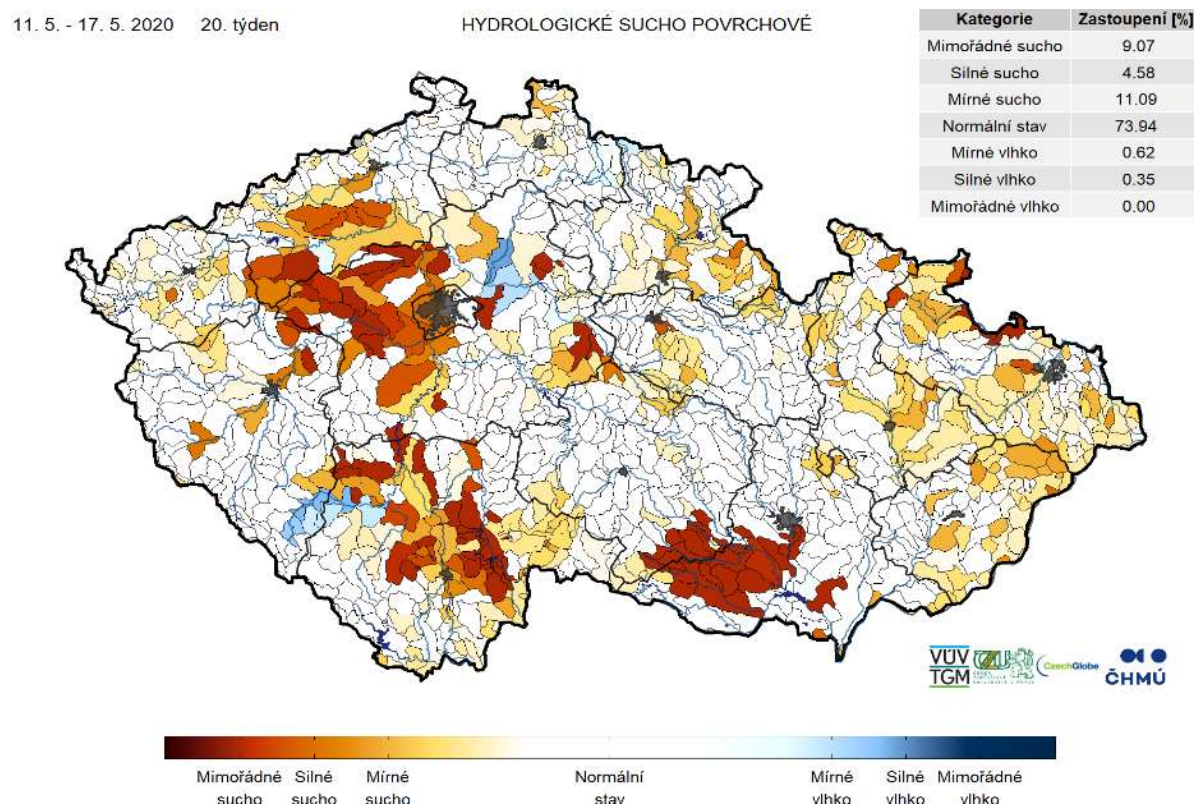 11. 5. - 17. 5. 2020 20. týden
HYDROLOGICKÉ SUCHO POVRCHOVÉ
Kategorie Zastoupení [%]
Mimořádné sucho 9.07
Silné sucho 4.58
Mírné sucho 11.09
Normální stav 73.94
Mírné vlhko 0.62
Silné vlhko 0.35
Mimořádné vlhko 0.00
VÚV
TGM
CzechGlobe
ČHMÚ
Mimořádné sucho
Silné sucho
Mírné sucho
Normální stav
Mírné vlhko
Silné vlhko
Mimořádné vlhko